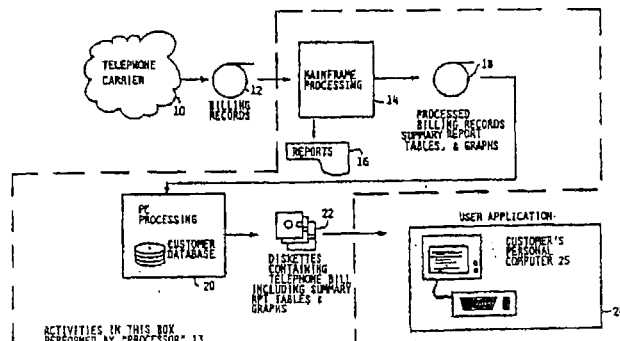 TELEPHONE
CARRIER
10
12
BILLING
RECORDS
MAINFRAME
PROCESSING
14
REPORTS
16
18
PROCESSED
BILLING RECORDS
SUMMARY REPORT
TABLES, & GRAPHS
PC
PROCESSING
CUSTOMER
DATABASE
20
22
DISKETTES
CONTAINING
TELEPHONE BILL
INCLUDING SUMMARY
RPT TABLES &
GRAPHS
USER APPLICATION
CUSTOMER'S
PERSONAL
COMPUTER 25
ACTIVITIES IN THIS BOX
PERFORMED BY "PROCESSOR" 13